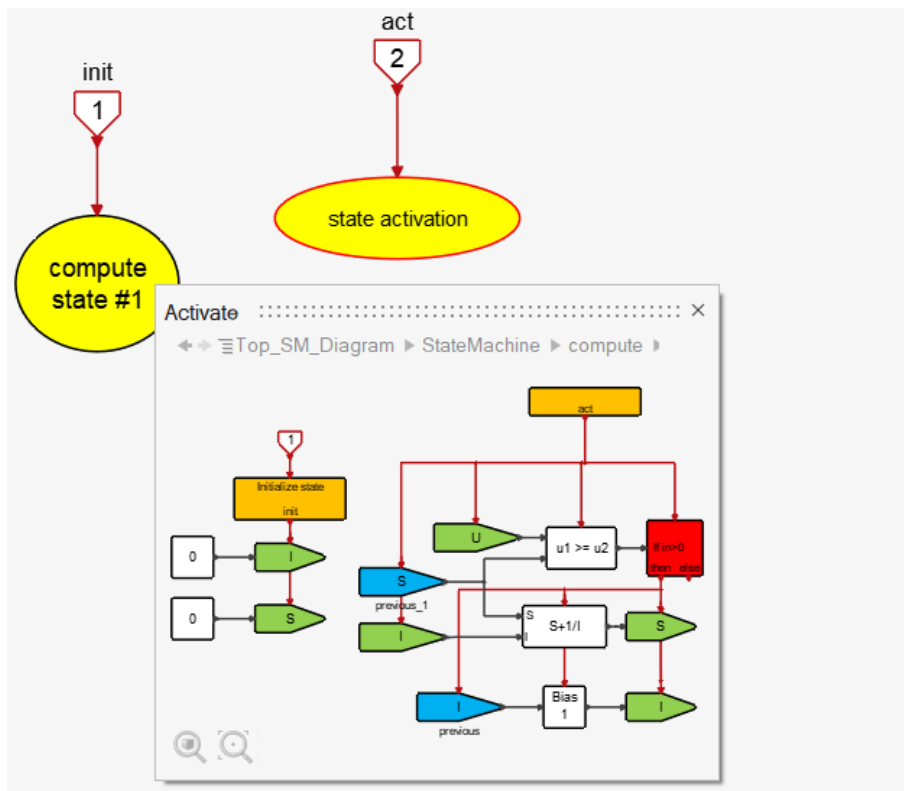 act
2
init
1
state activation
compute
state #1
Activate
Top_SM_Diagram
StateMachine
compute
act
1
Initialize state
init
U
u1 >= u2
If in>0
then else
0
I
S
previous_1
S
I
S+1/I
S
0
S
I
Bias
1
I
previous
I